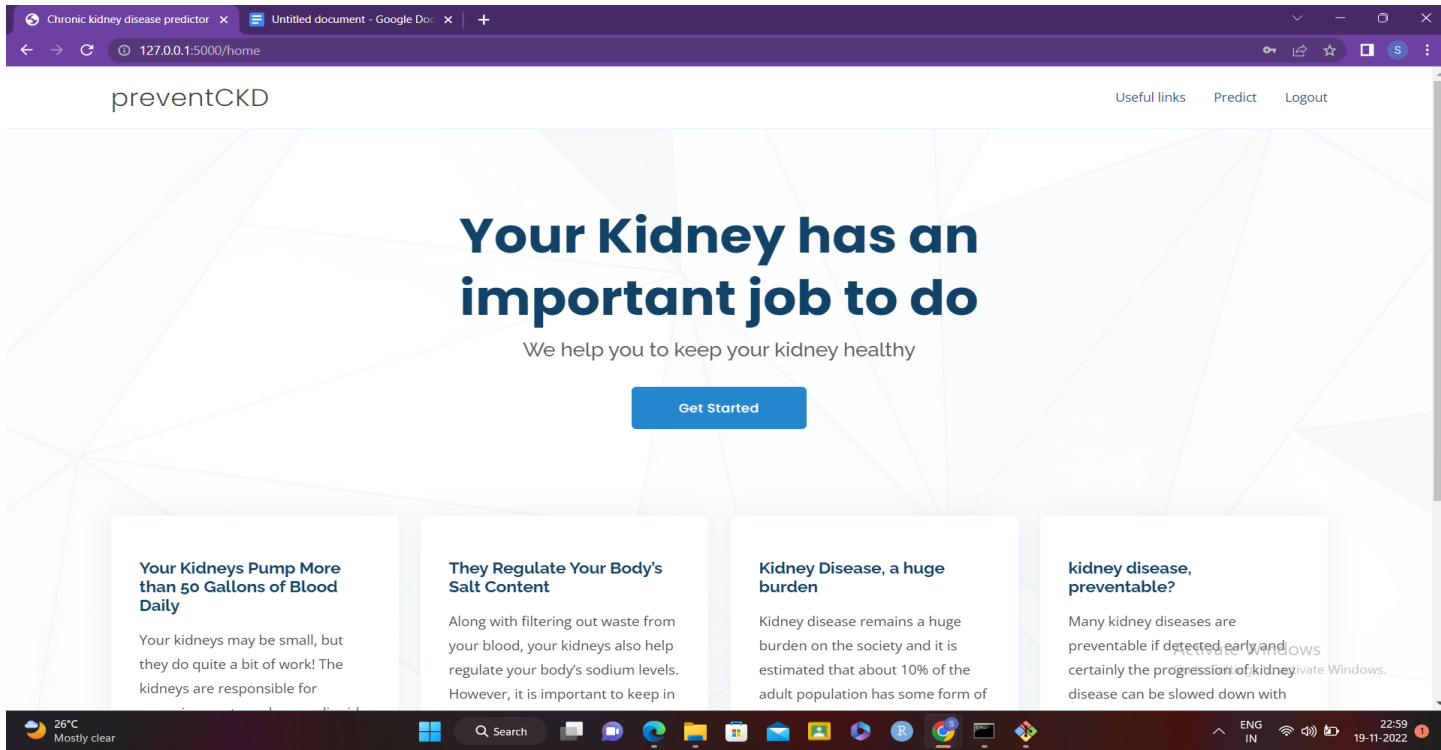 Chronic kidney disease predictor
Untitled document - Google Doc
127.0.0.1:5000/home
S
preventCKD
Useful links Predict Logout
Your Kidney has an
important job to do
We help you to keep your kidney healthy
Get Started
Your Kidneys Pump More
than 50 Gallons of Blood
Daily
Your kidneys may be small, but
they do quite a bit of work! The
kidneys are responsible for
They Regulate Your Body's
Salt Content
Along with filtering out waste from
your blood, your kidneys also help
regulate your body's sodium levels.
However, it is important to keep in
Kidney Disease, a huge
burden
Kidney disease remains a huge
burden on the society and it is
estimated that about 10% of the
adult population has some form of
kidney disease,
preventable?
Many kidney diseases are
preventable if detected early and
certainly the progression of kidney
disease can be slowed down with
Activate Windows
Windows.
26°C
Mostly clear
Search
R
S
ENG
IN
22:59
19-11-2022
1